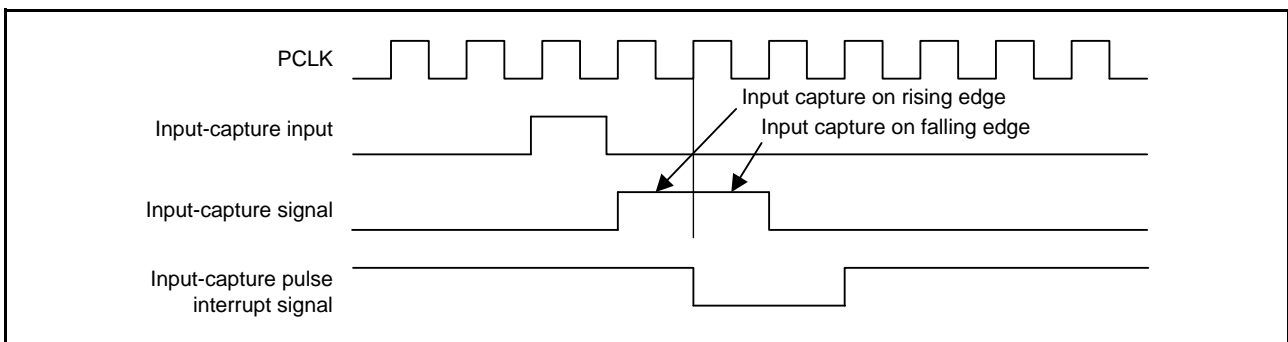 PCLK
Input capture on rising edge
Input-capture input
Input capture on falling edge
Input-capture signal
Input-capture pulse
interrupt signal